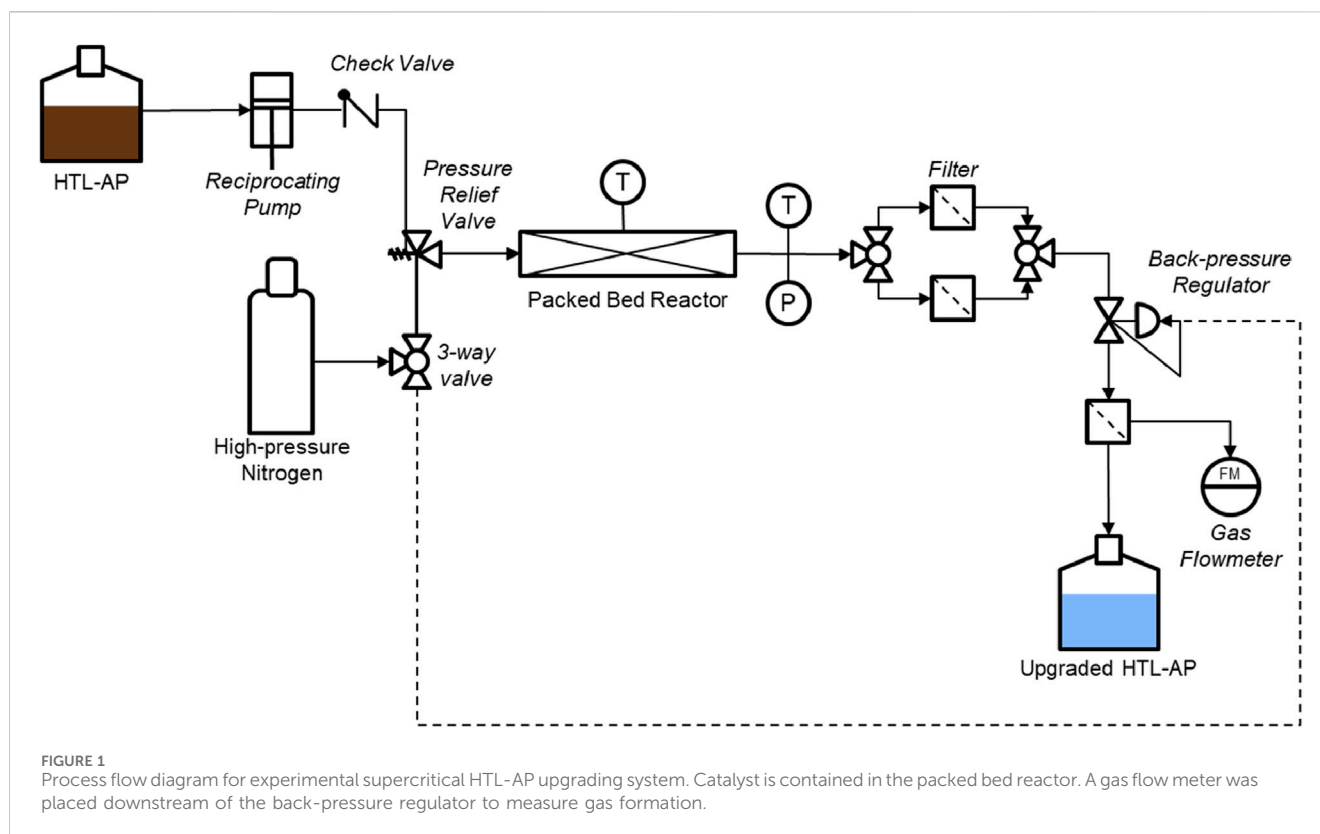 Check Valve
HTL-AP
Reciprocating
Pump
Pressure
Relief
Valve
T
Packed Bed Reactor
T
P
Filter
Back-pressure
Regulator
3-way
valve
High-pressure
Nitrogen
FM
Gas
Flowmeter
Upgraded HTL-AP
FIGURE 1
Process flow diagram for experimental supercritical HTL-AP upgrading system. Catalyst is contained in the packed bed reactor. A gas flow meter was
placed downstream of the back-pressure regulator to measure gas formation.